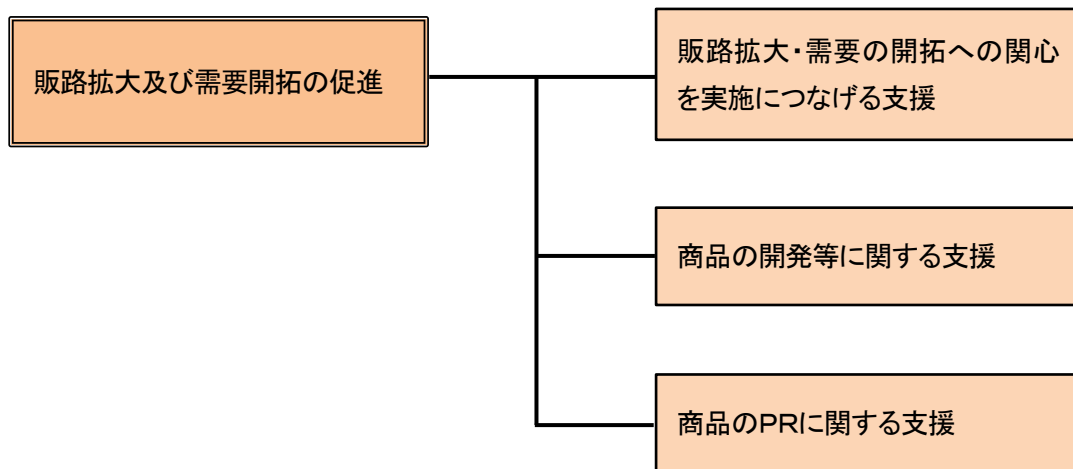 販路拡大及び需要開拓の促進
販路拡大・需要の開拓への関心
を実施につなげる支援
商品の開発等に関する支援
商品のPRに関する支援